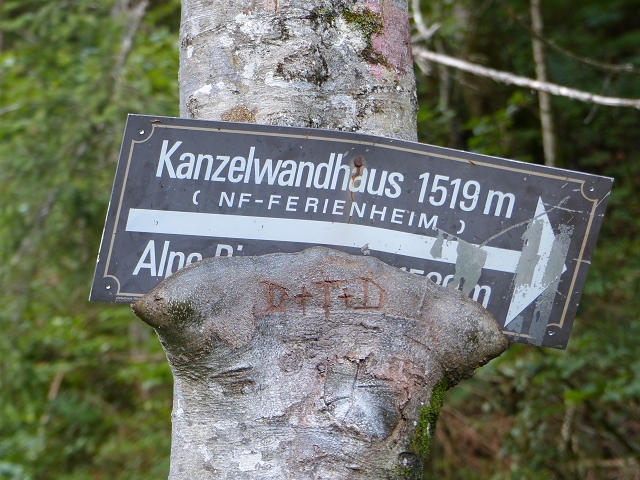 Kanzelwandhaus 1519 m
( NF-FERIENHEIM )
Alpe
D+T+D